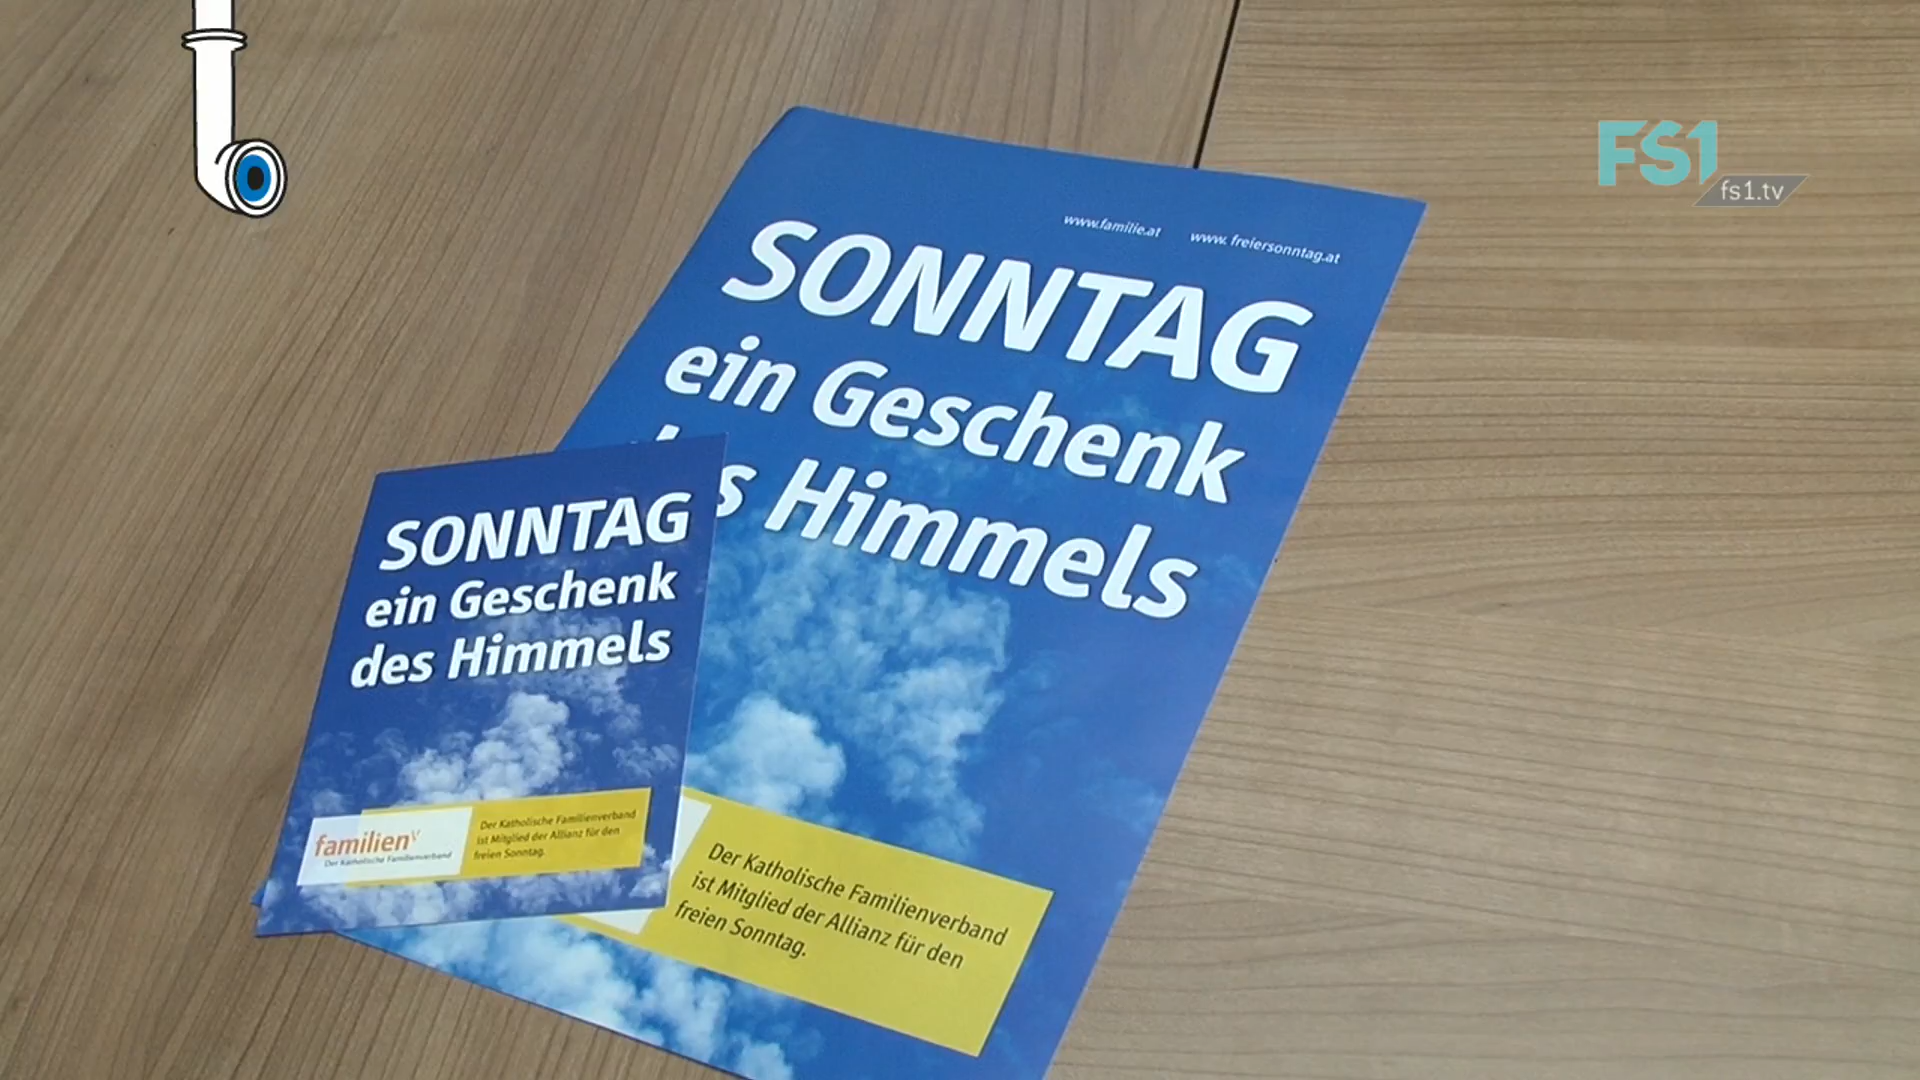 FS1
fs1.tv
www.familie.at www. freiersonntag.at
SONNTAG
ein Geschenk
des Himmels
Der Katholische Familienverband
ist Mitglied der Allianz für den
freien Sonntag.
SONNTAG
ein Geschenk
des Himmels
familien
Der Katholische Familienverband
Der Katholische Familienverband
ist Mitglied der Allianz für den
freien Sonntag.